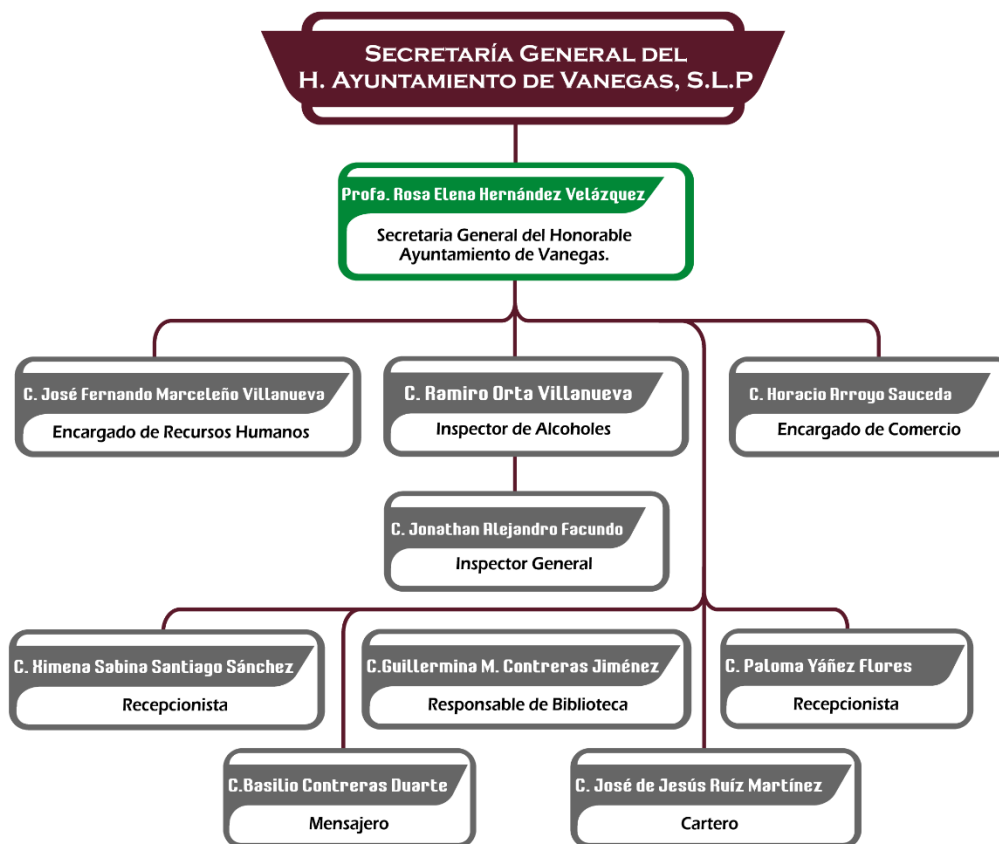 SECRETARÍA GENERAL DEL
H. AYUNTAMIENTO DE VANEGAS, S.L.P
Profa. Rosa Elena Hernández Velázquez
Secretaria General del Honorable
Ayuntamiento de Vanegas.
C. José Fernando Marceleño Villanueva
Encargado de Recursos Humanos
C. Ramiro Orta Villanueva
Inspector de Alcoholes
C. Horacio Arroyo Sauceda
Encargado de Comercio
C. Jonathan Alejandro Facundo
Inspector General
C. Ximena Sabina Santiago Sánchez
Recepcionista
C.Guillermina M. Contreras Jiménez
Responsable de Biblioteca
C. Paloma Yáñez Flores
Recepcionista
C.Basilio Contreras Duarte
Mensajero
C. José de Jesús Ruíz Martínez
Cartero